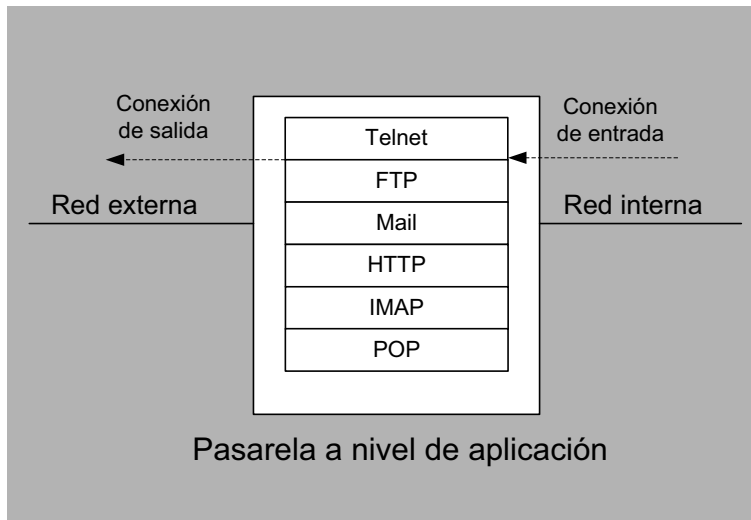 Conexión
de salida
Conexión
de entrada
Telnet
FTP
Red externa
Mail
Red interna
HTTP
IMAP
POP
Pasarela a nivel de aplicación